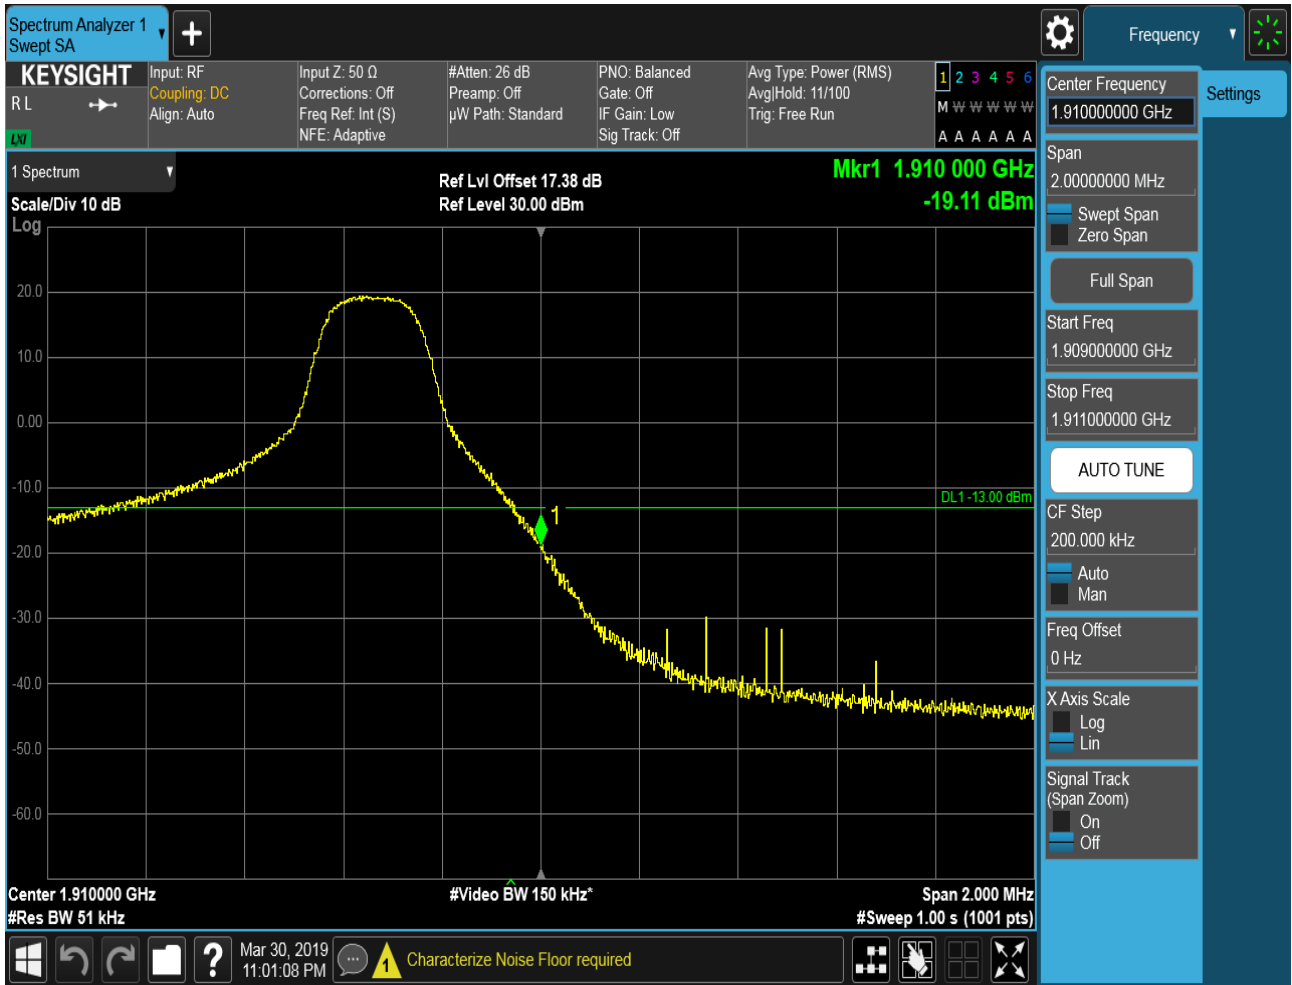 Spectrum Analyzer 1
Swept SA
Frequency
KEYSIGHT
R L
LXI
Input: RF
Coupling: DC
Align: Auto
Input Z: 50 Ω
Corrections: Off
Freq Ref: Int (S)
NFE: Adaptive
#Atten: 26 dB
Preamp: Off
µW Path: Standard
PNO: Balanced
Gate: Off
IF Gain: Low
Sig Track: Off
Avg Type: Power (RMS)
Avg|Hold: 11/100
Trig: Free Run
1 2 3 4 5 6
M W W W W W
A A A A A A
1 Spectrum
Scale/Div 10 dB
Log
Ref Lvl Offset 17.38 dB
Ref Level 30.00 dBm
Mkr1 1.910 000 GHz
-19.11 dBm
20.0
10.0
0.00
-10.0
-20.0
-30.0
-40.0
-50.0
-60.0
DL1 -13.00 dBm
1
Center 1.910000 GHz
#Res BW 51 kHz
#Video BW 150 kHz*
Span 2.000 MHz
#Sweep 1.00 s (1001 pts)
Center Frequency
1.910000000 GHz
Settings
Span
2.00000000 MHz
Swept Span
Zero Span
Full Span
Start Freq
1.909000000 GHz
Stop Freq
1.911000000 GHz
AUTO TUNE
CF Step
200.000 kHz
Auto
Man
Freq Offset
0 Hz
X Axis Scale
Log
Lin
Signal Track
(Span Zoom)
On
Off
?
Mar 30, 2019
11:01:08 PM
1
Characterize Noise Floor required